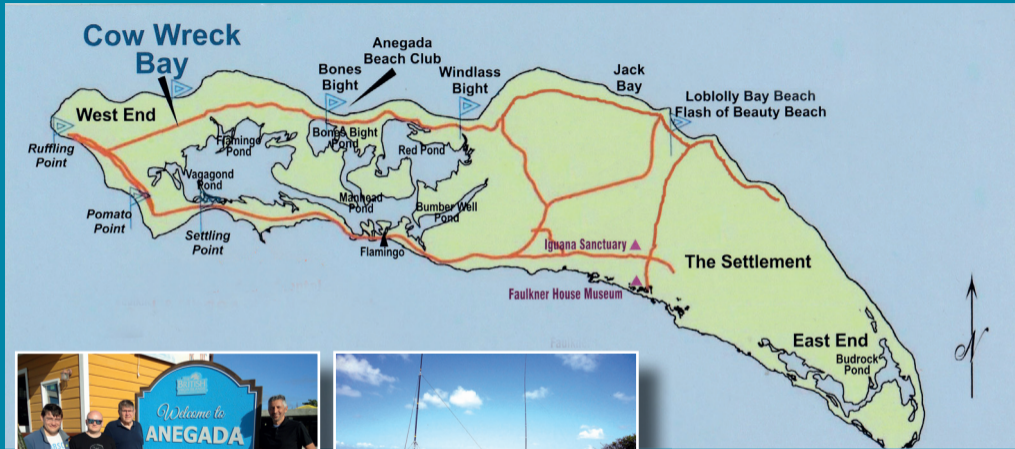 Cow Wreck
Bay
Anegada
Beach Club
Bones
Bight
Windlass
Bight
Jack
Bay
Loblolly Bay Beach
Flash of Beauty Beach
West End
Ruffling
Point
Flamingo
Pond
Bones Bight
Pond
Red Pond
Vagagond
Pond
Manhead
Pond
Bumber Well
Pond
Pomato
Point
Settling
Point
Flamingo
Iguana Sanctuary
The Settlement
Faulkner House Museum
East End
Budrock
Pond
N
BRITISH
Welcome to
ANEGADA